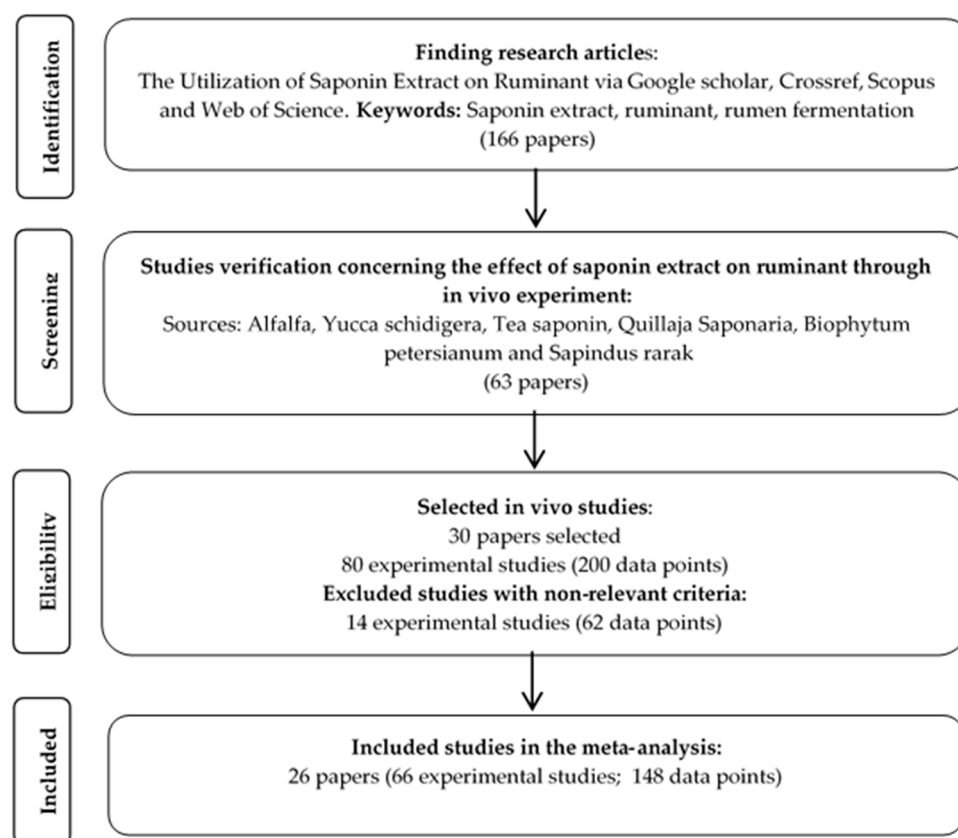 Identification
Finding research articles:
The Utilization of Saponin Extract on Ruminant via Google scholar, Crossref, Scopus
and Web of Science. Keywords: Saponin extract, ruminant, rumen fermentation
(166 papers)
Screening
Studies verification concerning the effect of saponin extract on ruminant through
in vivo experiment:
Sources: Alfalfa, Yucca schidigera, Tea saponin, Quillaja Saponaria, Biophytum
petersianum and Sapindus rarak
(63 papers)
Eligibility
Selected in vivo studies:
30 papers selected
80 experimental studies (200 data points)
Excluded studies with non-relevant criteria:
14 experimental studies (62 data points)
Included
Included studies in the meta-analysis:
26 papers (66 experimental studies; 148 data points)